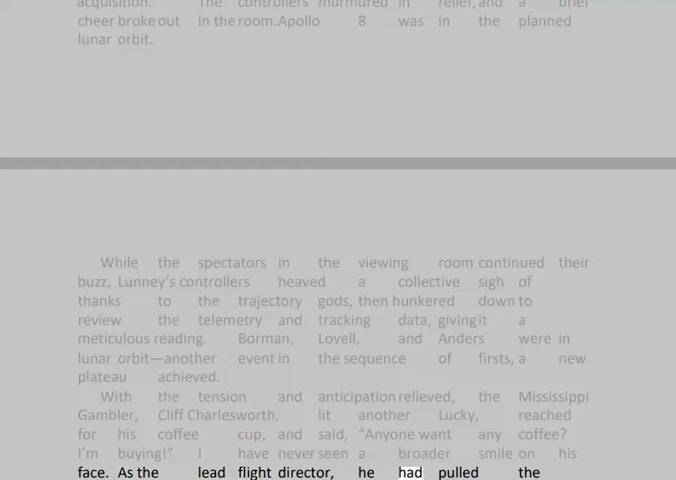 acquisition. The controllers murmured in relief, and a brief
cheer broke out in the room. Apollo 8 was in the planned
lunar orbit.
While the spectators in the viewing room continued their
buzz, Lunney's controllers heaved a collective sigh of
thanks to the trajectory gods, then hunkered down to
review the telemetry and tracking data, giving it a
meticulous reading. Borman, Lovell, and Anders were in
lunar orbit—another event in the sequence of firsts, a new
plateau achieved.
With the tension and anticipation relieved, the Mississippi
Gambler, Cliff Charlesworth, lit another Lucky, reached
for his coffee cup, and said, “Anyone want any coffee?
I'm buying!” I have never seen a broader smile on his
face. As the lead flight director, he had pulled the